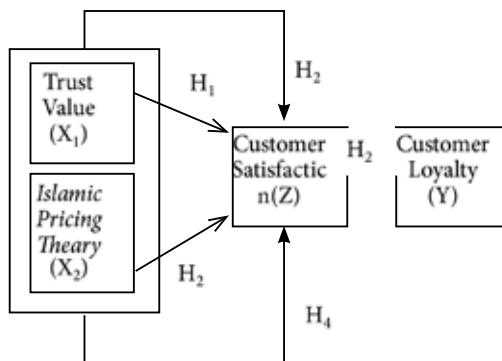 Trust
Value
(X₁)
H₁
H₂
Customer
Satisfactic
n(Z)
H₂
Customer
Loyalty
(Y)
Islamic
Pricing
Theary
(X₂)
H₂
H₄